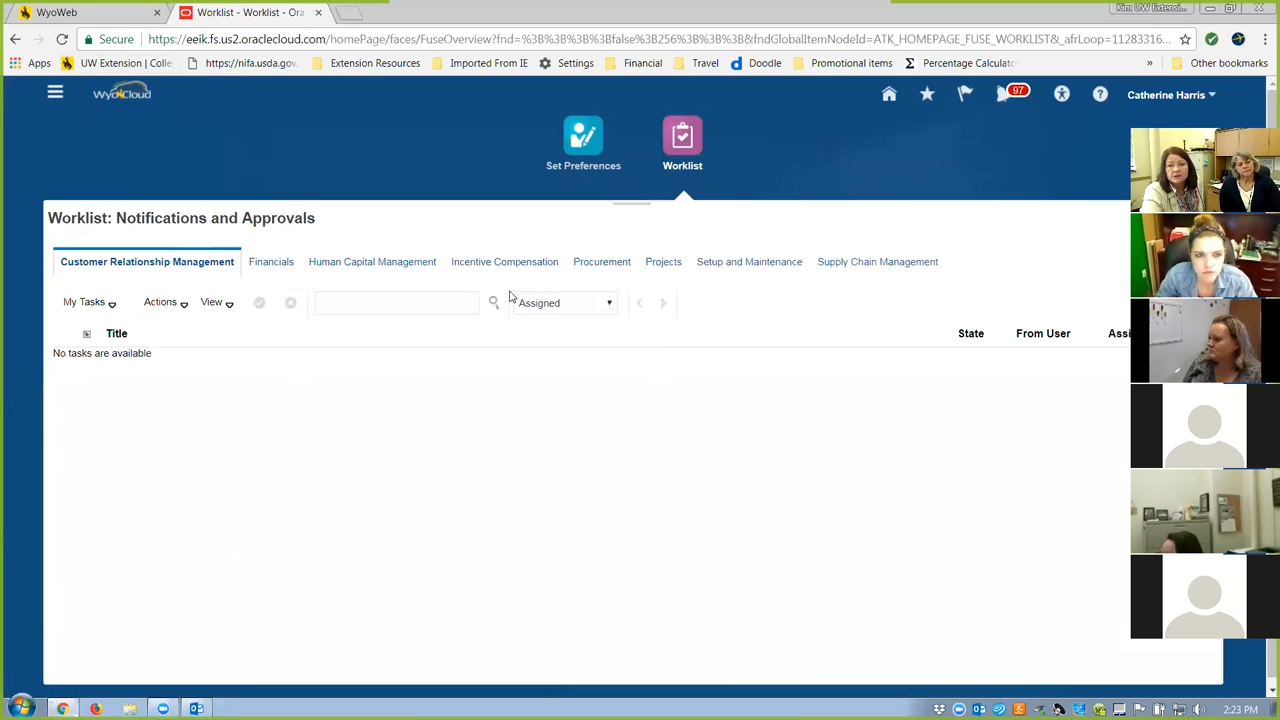 WyoWeb
Worklist - Worklist - Ora
Kim UW Extensi...
Secure
https://eeik.fs.us2.oraclecloud.com/homePage/faces/FuseOverview?fnd=%3B%3B%3B%3Bfalse%3B256%3B%3B%3B&fndGlobalItemNodeId=ATK_HOMEPAGE_FUSE_WORKLIST&_afrLoop=11283316...
Apps
UW Extension | Colle
https://nifa.usda.gov
Extension Resources
Imported From IE
Settings
Financial
Travel
Doodle
Promotional items
Percentage Calculato
»
Other bookmarks
WyoCloud
97
Catherine Harris
Set Preferences
Worklist
Worklist: Notifications and Approvals
Customer Relationship Management
Financials
Human Capital Management
Incentive Compensation
Procurement
Projects
Setup and Maintenance
Supply Chain Management
My Tasks
Actions
View
Assigned
Title
State
From User
Assi
No tasks are available
2:23 PM